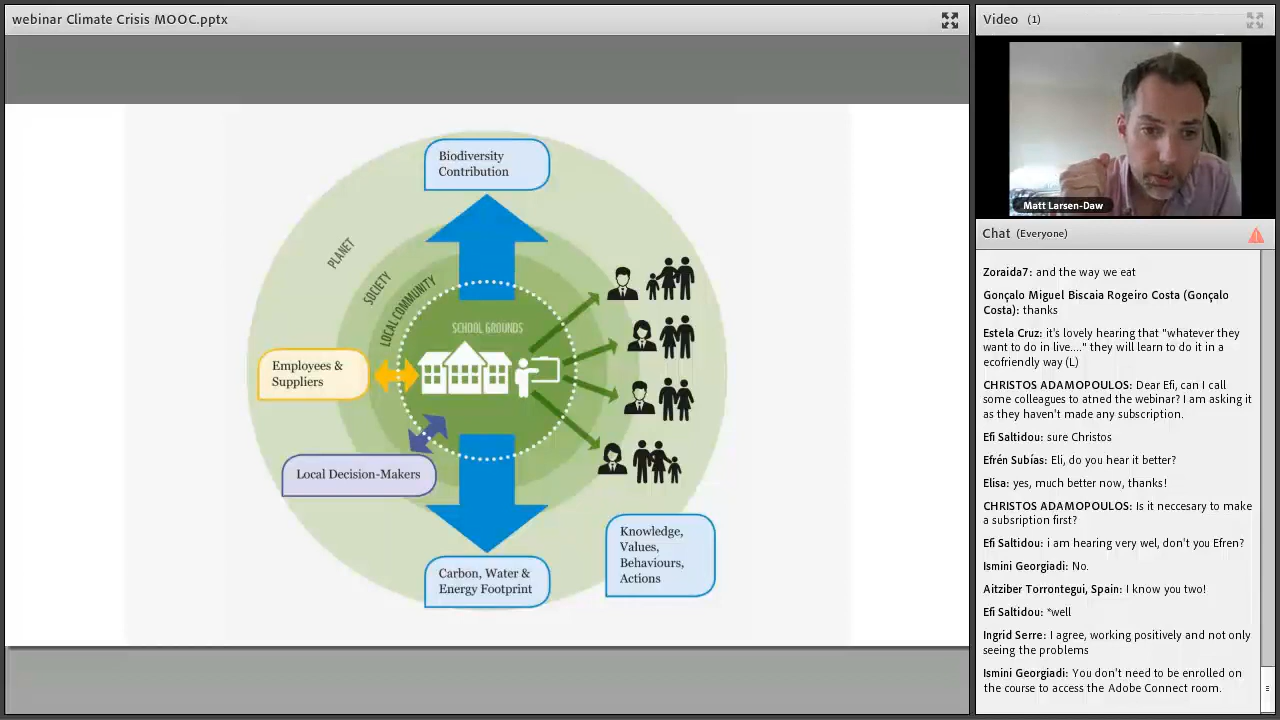 webinar Climate Crisis MOOC.pptx
Biodiversity
Contribution
PLANET
SOCIETY
LOCAL COMMUNITY
SCHOOL GROUNDS
Employees &
Suppliers
Local Decision-Makers
Carbon, Water &
Energy Footprint
Knowledge,
Values,
Behaviours,
Actions
Video (1)
Matt Larsen-Daw
Chat (Everyone)
Zoraida7: and the way we eat
Gonçalo Miguel Biscaia Rogeiro Costa (Gonçalo
Costa): thanks
Estela Cruz: it's lovely hearing that "whatever they
want to do in live...." they will learn to do it in a
ecofriendly way (L)
CHRISTOS ADAMOPOULOS: Dear Efi, can I call
some colleagues to atned the webinar? I am asking it
as they haven't made any subscription.
Efi Saltidou: sure Christos
Efrén Subías: Eli, do you hear it better?
Elisa: yes, much better now, thanks!
CHRISTOS ADAMOPOULOS: Is it neccesary to make
a subsription first?
Efi Saltidou: i am hearing very wel, don't you Efren?
Ismini Georgiadi: No.
Aitziber Torrontegui, Spain: I know you two!
Efi Saltidou: *well
Ingrid Serre: I agree, working positively and not only
seeing the problems
Ismini Georgiadi: You don't need to be enrolled on
the course to access the Adobe Connect room.